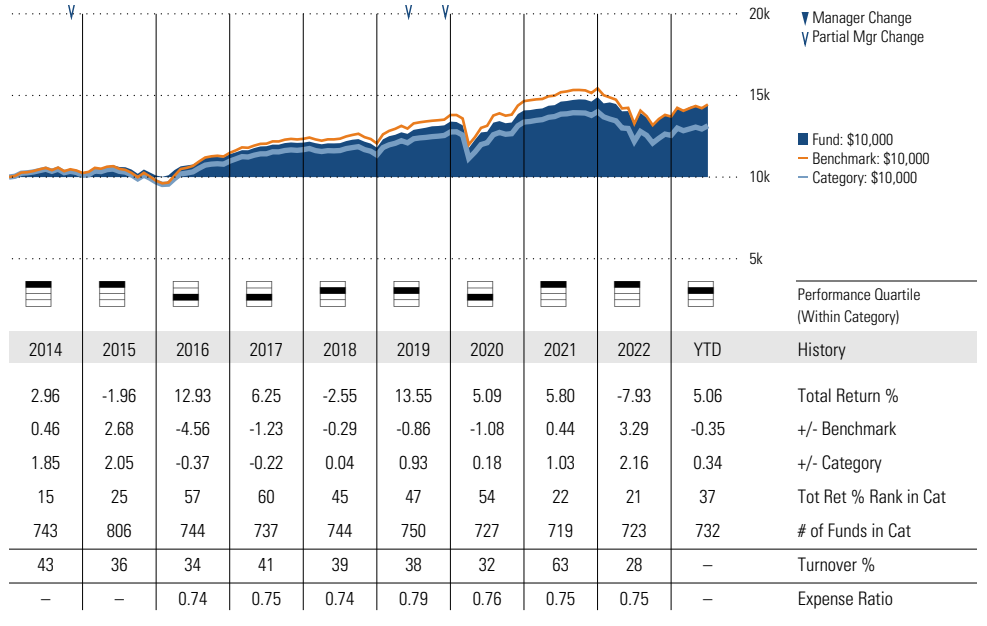 20k
Manager Change
Partial Mgr Change
15k
Fund: $10,000
Benchmark: $10,000
Category: $10,000
10k
5k
Performance Quartile
(Within Category)
2014 2015 2016 2017 2018 2019 2020 2021 2022 YTD History
2.96 -1.96 12.93 6.25 -2.55 13.55 5.09 5.80 -7.93 5.06 Total Return %
0.46 2.68 -4.56 -1.23 -0.29 -0.86 -1.08 0.44 3.29 -0.35 +/- Benchmark
1.85 2.05 -0.37 -0.22 0.04 0.93 0.18 1.03 2.16 0.34 +/- Category
15 25 57 60 45 47 54 22 21 37 Tot Ret % Rank in Cat
743 806 744 737 744 750 727 719 723 732 # of Funds in Cat
43 36 34 41 39 38 32 63 28 – Turnover %
– – 0.74 0.75 0.74 0.79 0.76 0.75 0.75 – Expense Ratio